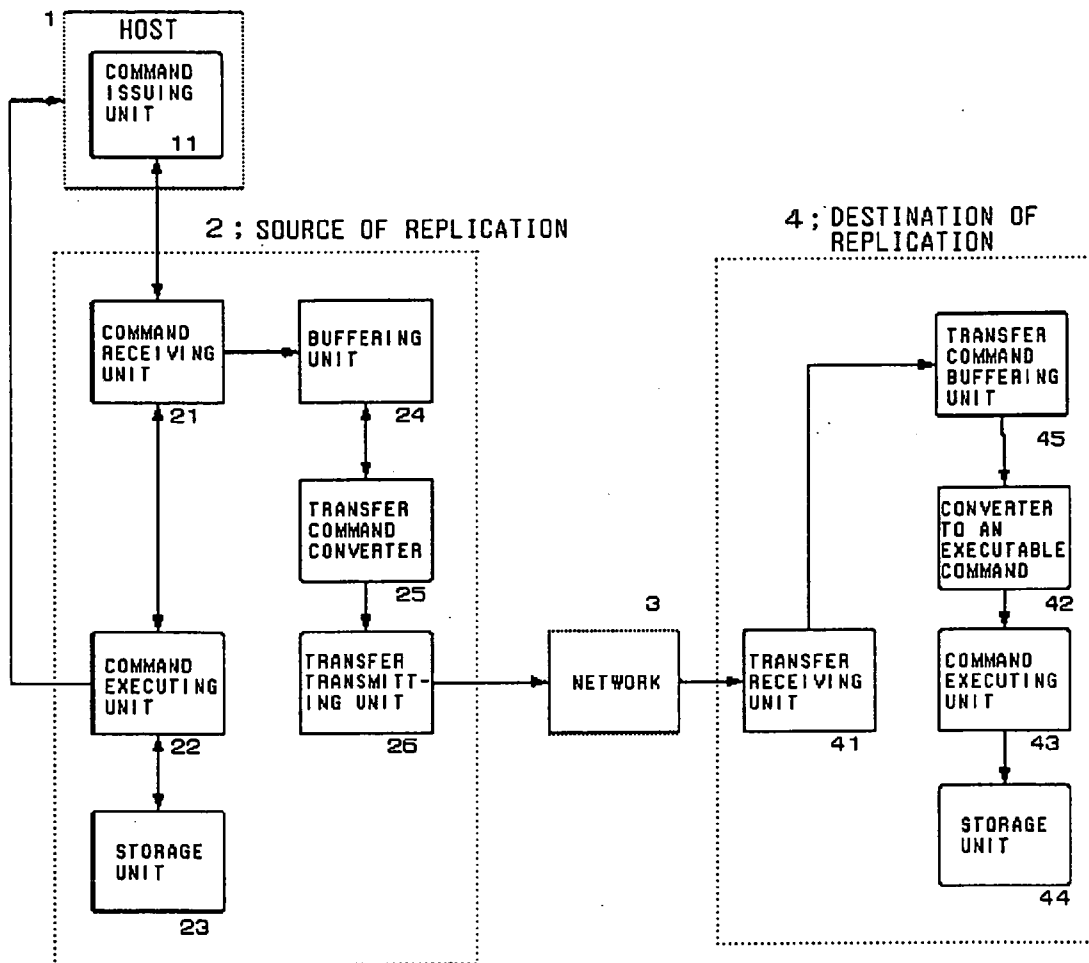 1
HOST
COMMAND
ISSUING
UNIT
11
2 ; SOURCE OF REPLICATION
COMMAND
RECEIVING
UNIT
21
BUFFERING
UNIT
24
TRANSFER
COMMAND
CONVERTER
25
COMMAND
EXECUTING
UNIT
22
TRANSFER
TRANSMITT-
ING UNIT
26
STORAGE
UNIT
23
3
NETWORK
4 ; DESTINATION OF
REPLICATION
TRANSFER
COMMAND
BUFFERING
UNIT
45
CONVERTER
TO AN
EXECUTABLE
COMMAND
42
TRANSFER
RECEIVING
UNIT
41
COMMAND
EXECUTING
UNIT
43
STORAGE
UNIT
44